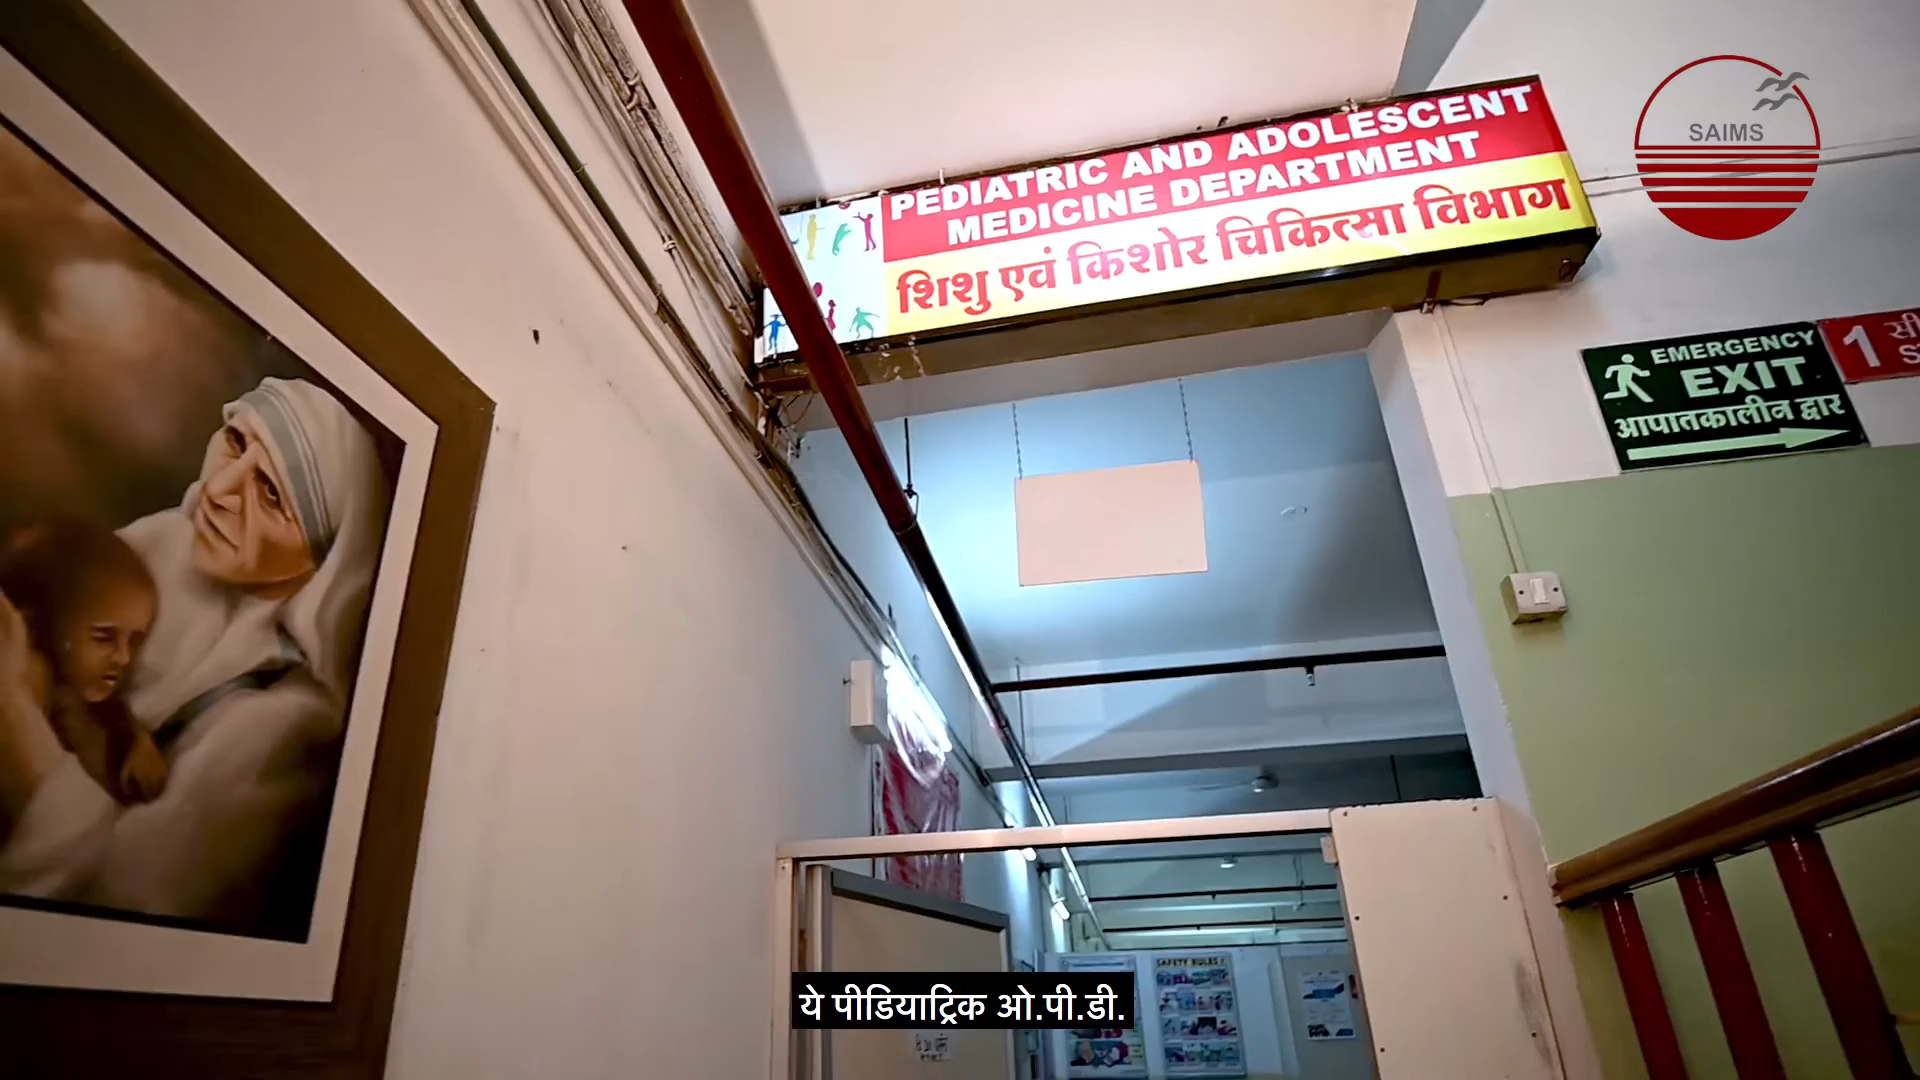 SAIMS
PEDIATRIC AND ADOLESCENT
MEDICINE DEPARTMENT
शिशु एवं किशोर चिकित्सा विभाग
EMERGENCY
EXIT
आपातकालीन द्वार
1
SAFETY RULES
ये पीडियाट्रिक ओ.पी.डी.